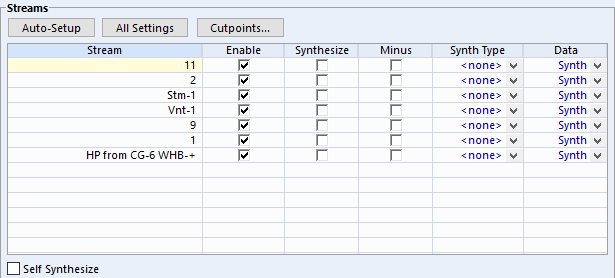 Streams
Auto-Setup All Settings Cutpoints...
Stream Enable Synthesize Minus Synth Type Data
11 <none> Synth
2 <none> Synth
Stm-1 <none> Synth
Vnt-1 <none> Synth
9 <none> Synth
1 <none> Synth
HP from CG-6 WHB-+ <none> Synth
Self Synthesize